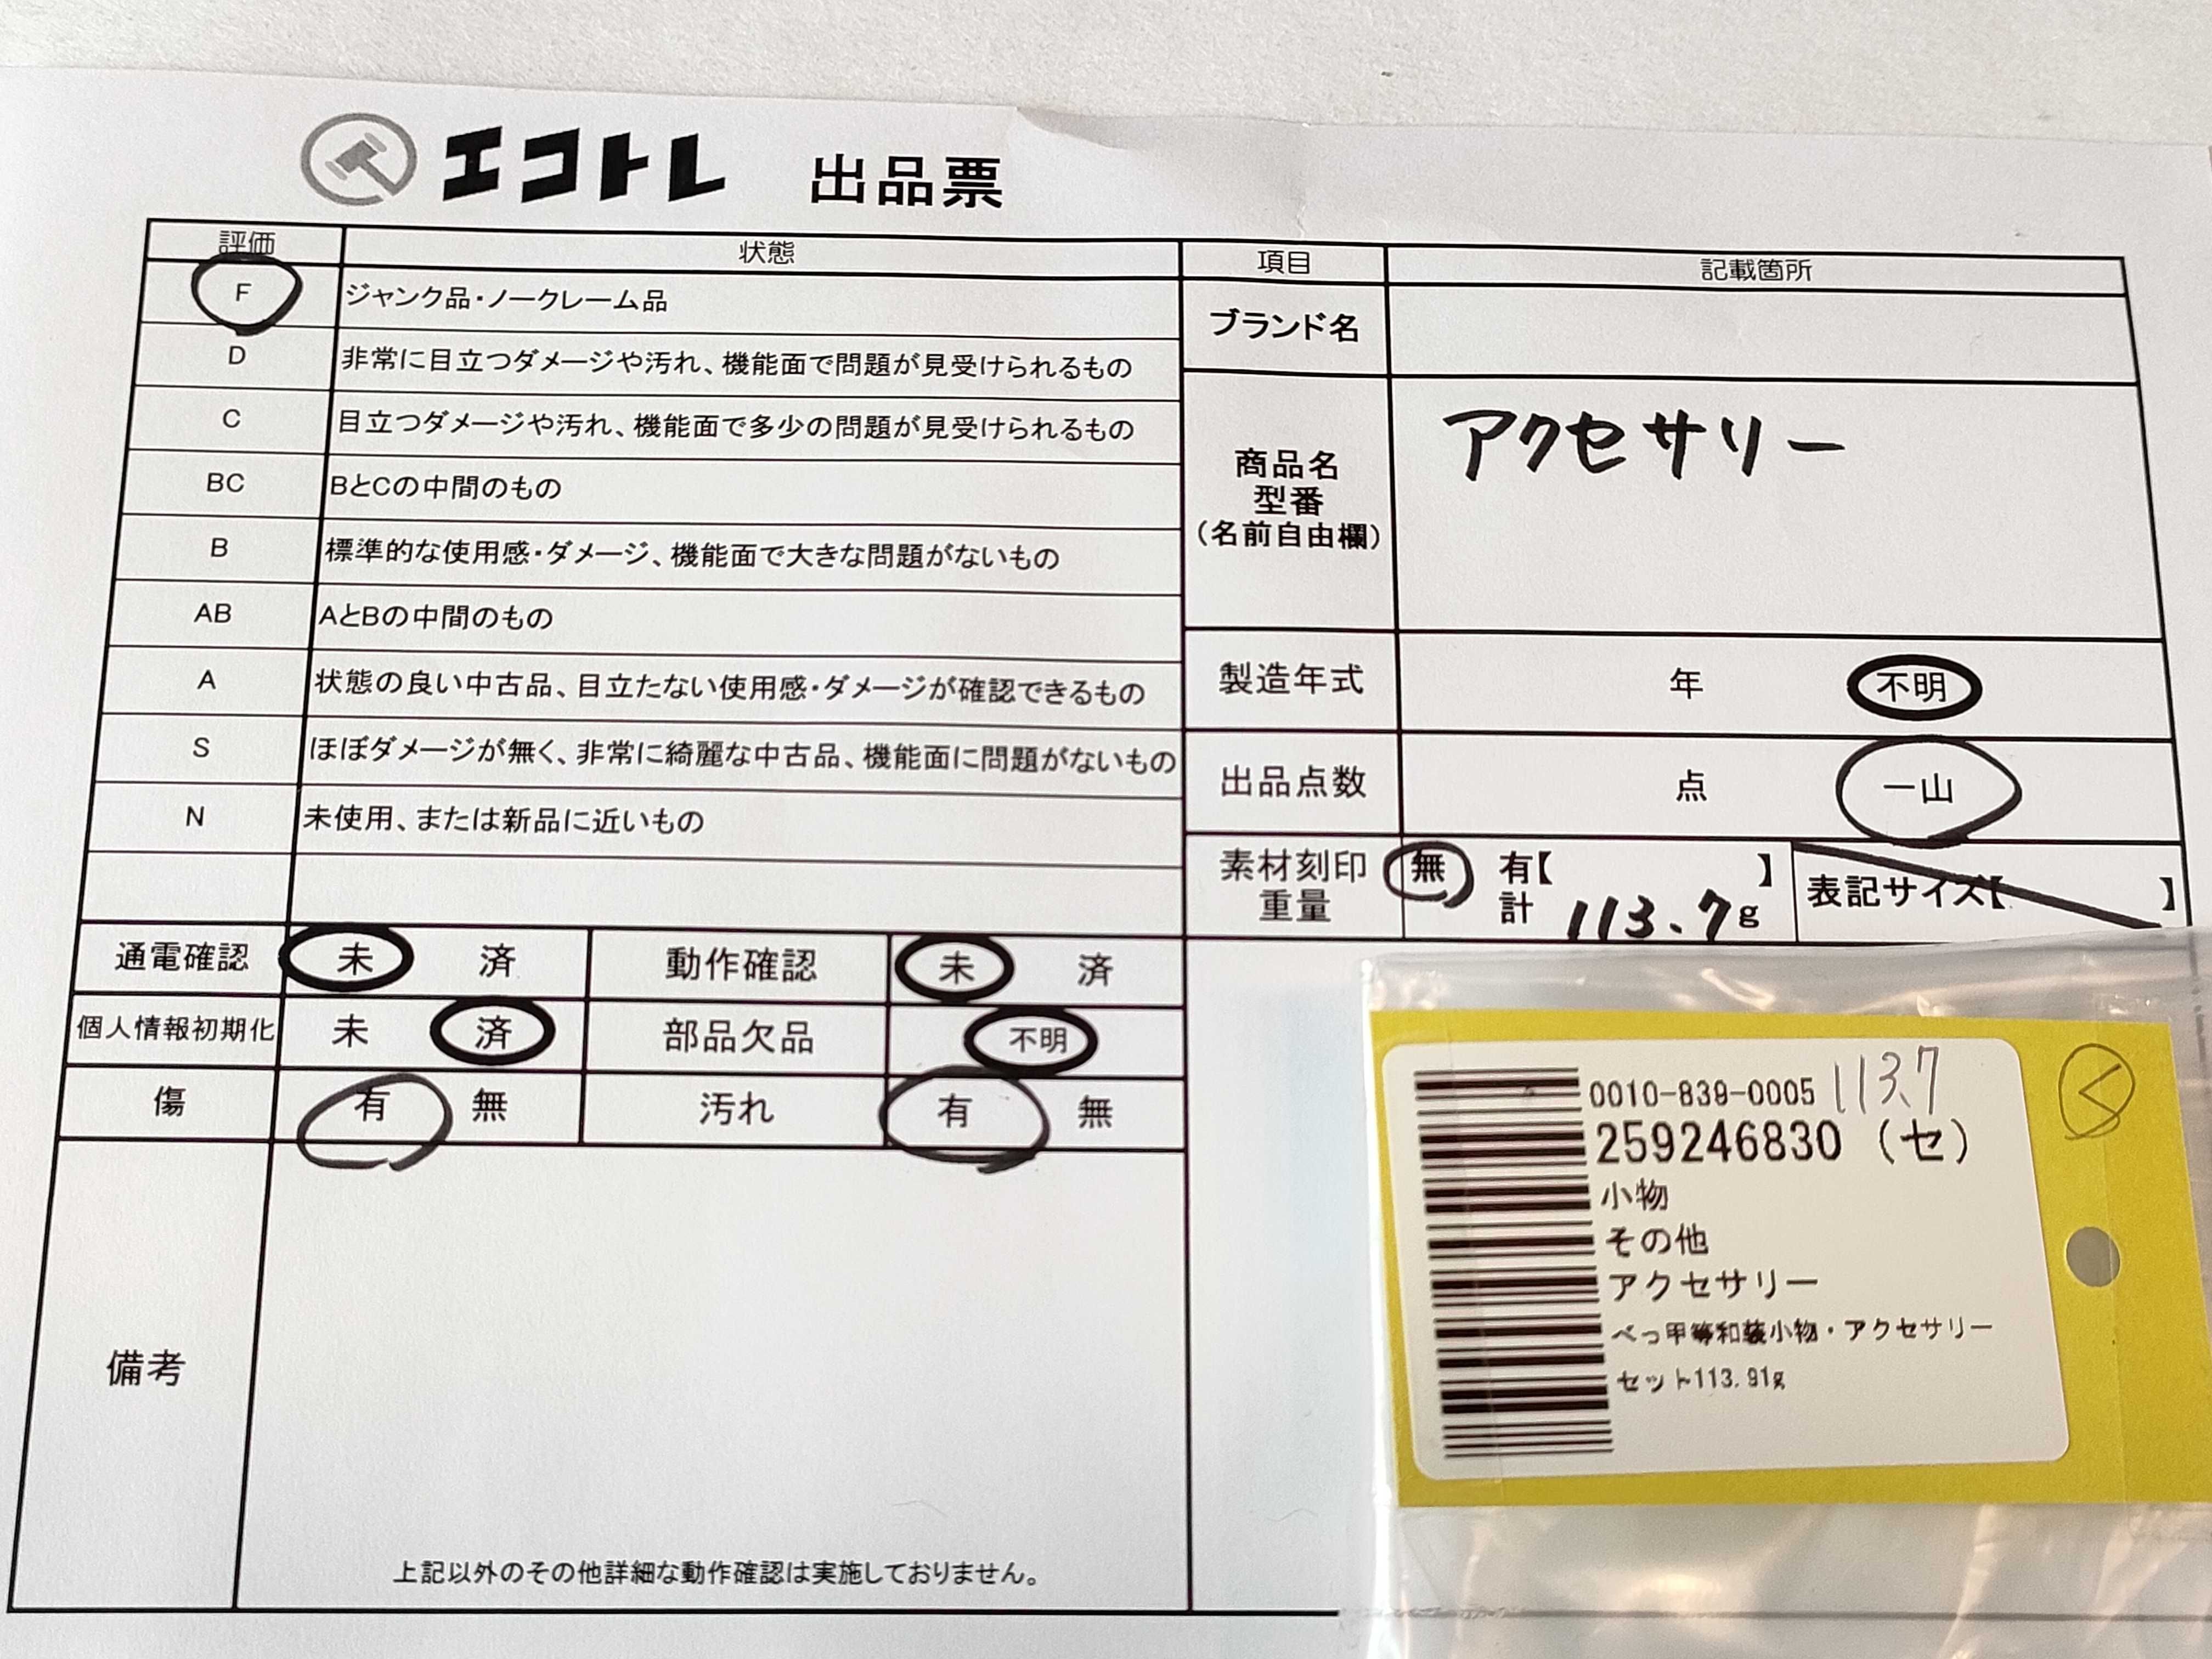 エコトレ 出品票
評価 状態
F ジャンク品・ノークレーム品
D 非常に目立つダメージや汚れ、機能面で問題が見受けられるもの
C 目立つダメージや汚れ、機能面で多少の問題が見受けられるもの
BC BとCの中間のもの
B 標準的な使用感・ダメージ、機能面で大きな問題がないもの
AB AとBの中間のもの
A 状態の良い中古品、目立たない使用感・ダメージが確認できるもの
S ほぼダメージが無く、非常に綺麗な中古品、機能面に問題がないもの
N 未使用、または新品に近いもの
通電確認 未 済 動作確認 未 済
個人情報初期化 未 済 部品欠品 不明
傷 有 無 汚れ 有 無
備考
上記以外のその他詳細な動作確認は実施しておりません。
項目 記載箇所
ブランド名
商品名
型番
(名前自由欄)
アクセサリー
製造年式 年 不明
出品点数 点 一山
素材刻印 無 有【 】
重量 計 113.7g
表記サイズ【 】
0010-839-0005 113.7
259246830 (セ)
小物
その他
アクセサリー
べっ甲等和装小物・アクセサリー
セット113.91g